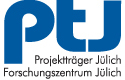 ptj
Projektträger Jülich
Forschungszentrum Jülich